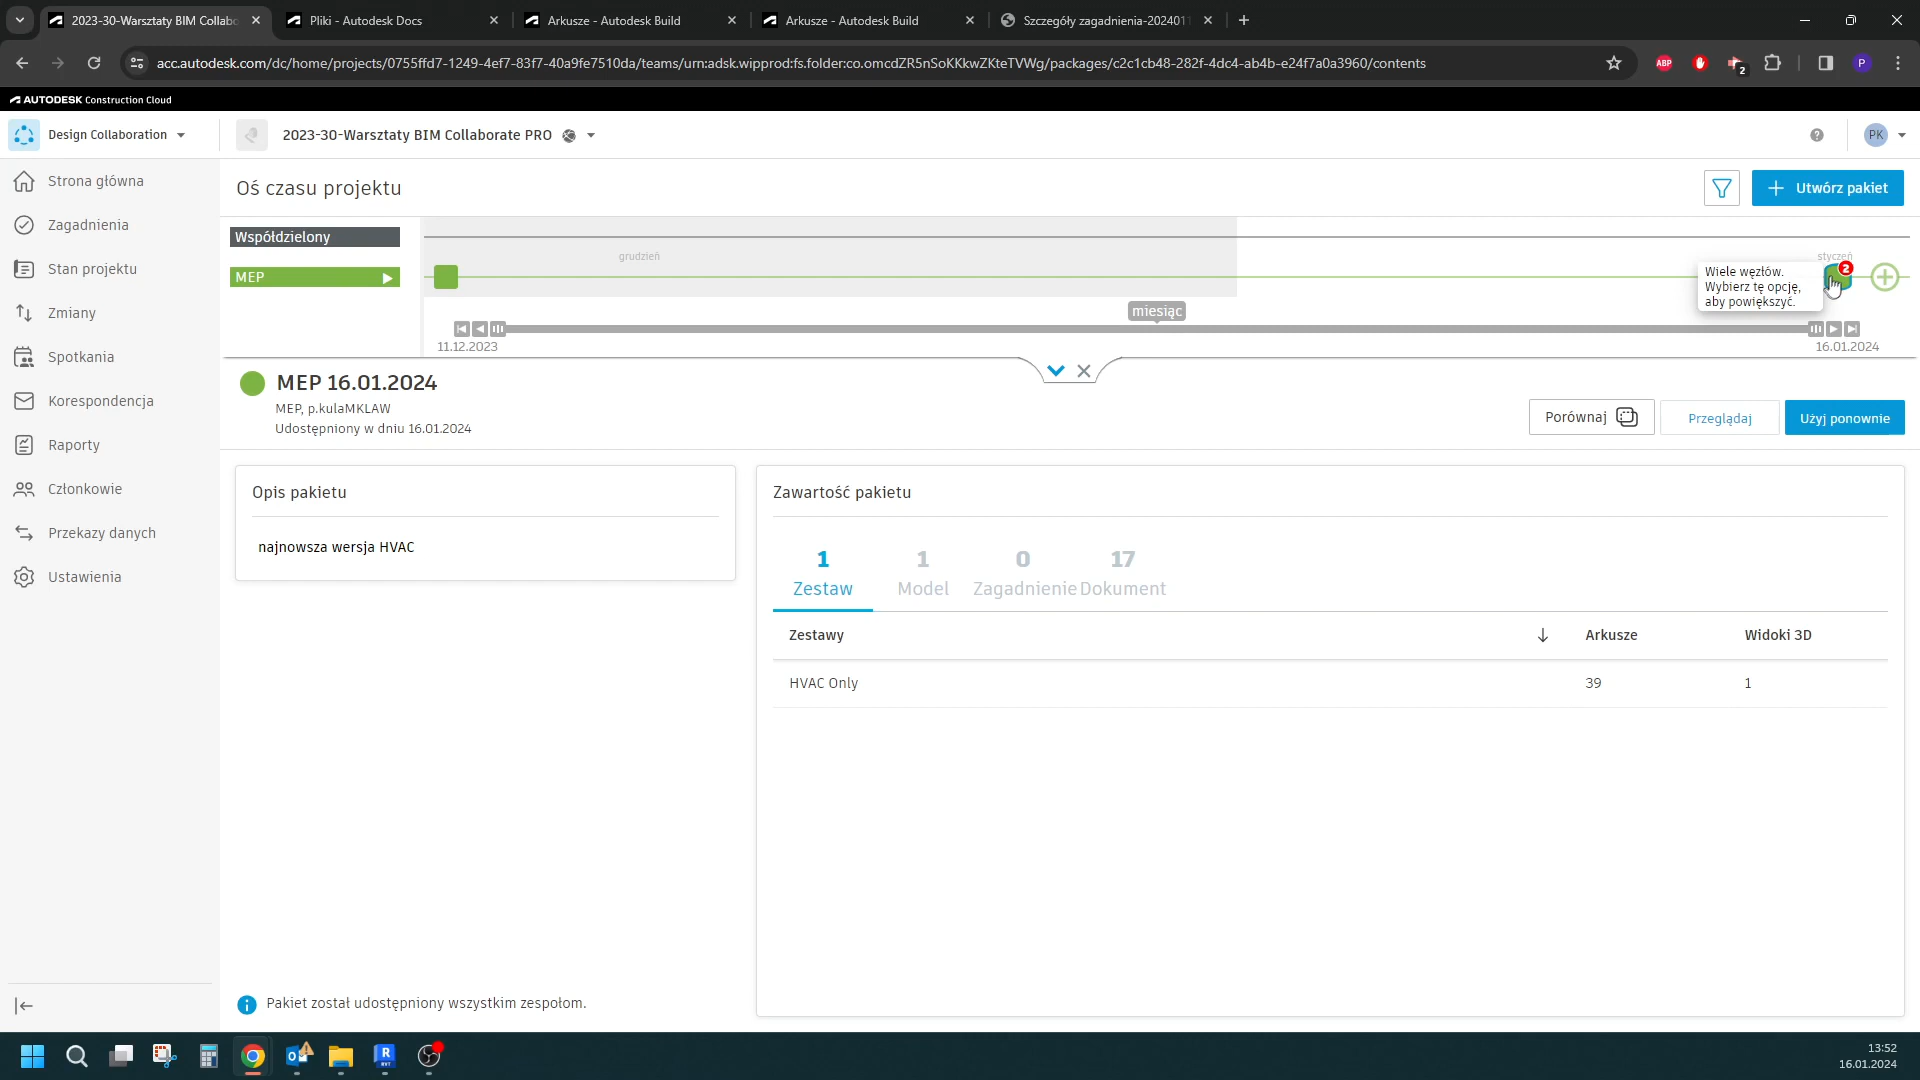 2023-30-Warsztaty BIM Collabo
Pliki - Autodesk Docs
Arkusze - Autodesk Build
Arkusze - Autodesk Build
Szczegóły zagadnienia-202401
acc.autodesk.com/dc/home/projects/0755ffd7-1249-4ef7-83f7-40a9fe7510da/teams/urn:adsk.wipprod:fs.folder:co.omcdZR5nSoKKkwZKteTVWg/packages/c2c1cb48-282f-4dc4-ab4b-e24f7a0a3960/contents
ABP
2
P
AUTODESK Construction Cloud
Design Collaboration
2023-30-Warsztaty BIM Collaborate PRO
PK
Strona główna
Zagadnienia
Stan projektu
Zmiany
Spotkania
Korespondencja
Raporty
Członkowie
Przekazy danych
Ustawienia
Oś czasu projektu
Utwórz pakiet
Współdzielony
grudzień
styczeń
MEP
2
Wiele węzłów.
Wybierz tę opcję,
aby powiększyć.
miesiąc
11.12.2023
16.01.2024
MEP 16.01.2024
MEP, p.kulaMKLAW
Udostępniony w dniu 16.01.2024
Porównaj
Przeglądaj
Użyj ponownie
Opis pakietu
najnowsza wersja HVAC
Zawartość pakietu
1
1
0
17
Zestaw
Model
Zagadnienie
Dokument
Zestawy
Arkusze
Widoki 3D
HVAC Only
39
1
Pakiet został udostępniony wszystkim zespołom.
13:52
16.01.2024